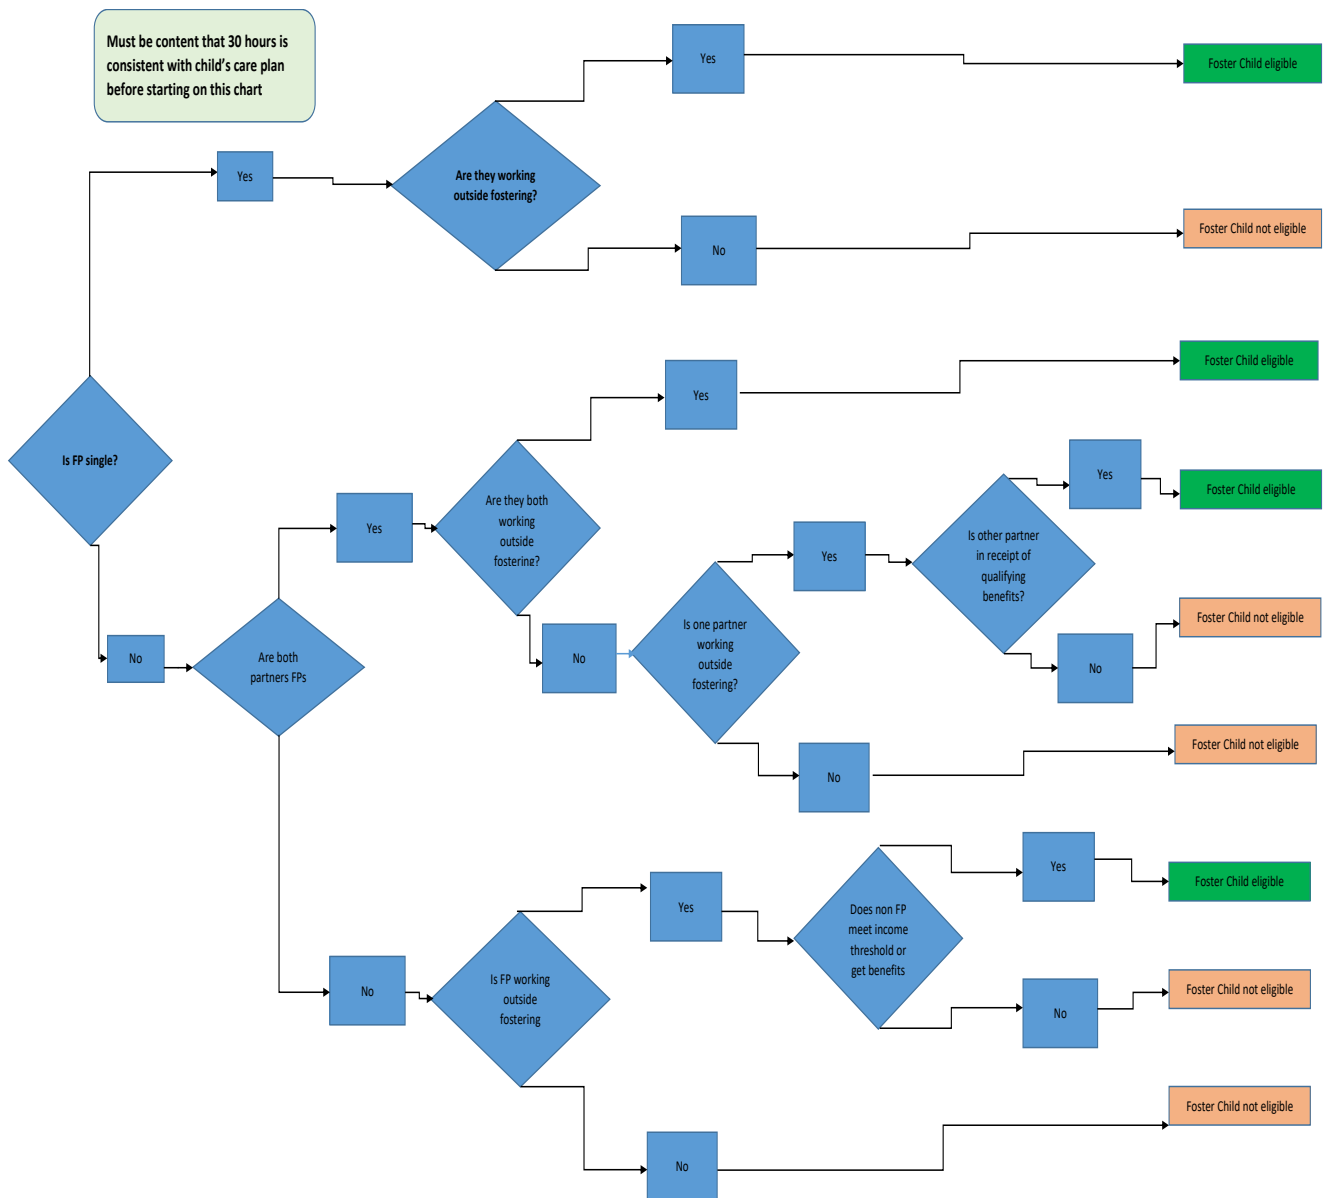 Must be content that 30 hours is
consistent with child's care plan
before starting on this chart
Yes
Foster Child eligible
Yes
Are they working
outside fostering?
No
Foster Child not eligible
Yes
Foster Child eligible
Is FP single?
Yes
Are they both
working
outside
fostering?
Yes
Yes
Foster Child eligible
Is other partner
in receipt of
qualifying
benefits?
No
Are both
partners FPs
No
Is one partner
working
outside
fostering?
No
Foster Child not eligible
No
Foster Child not eligible
Yes
Does non FP
meet income
threshold or
get benefits
Yes
Foster Child eligible
No
Is FP working
outside
fostering
No
Foster Child not eligible
No
Foster Child not eligible